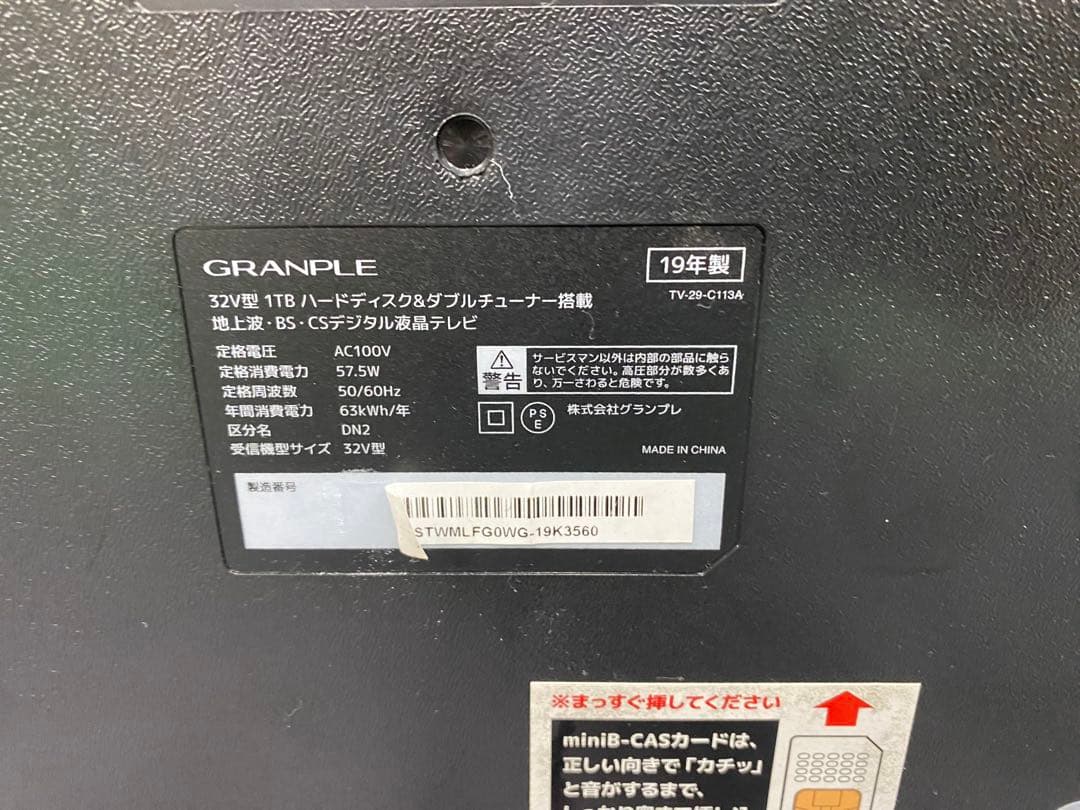 GRANPLE
19年製
TV-29-C113A
32V型 1TB ハードディスク&ダブルチューナー搭載
地上波・BS・CSデジタル液晶テレビ
定格電圧 AC100V
定格消費電力 57.5W
定格周波数 50/60Hz
年間消費電力 63kWh/年
区分名 DN2
受信機型サイズ 32V型
警告
サービスマン以外は内部の部品に触ら
ないでください。高圧部分が数多くあ
り、万一さわると危険です。
PS
E
株式会社グランプレ
MADE IN CHINA
製造番号
STWMLFG0WG-19K3560
※まっすぐ挿してください
miniB-CASカードは、
正しい向きで「カチッ」
と音がするまで、